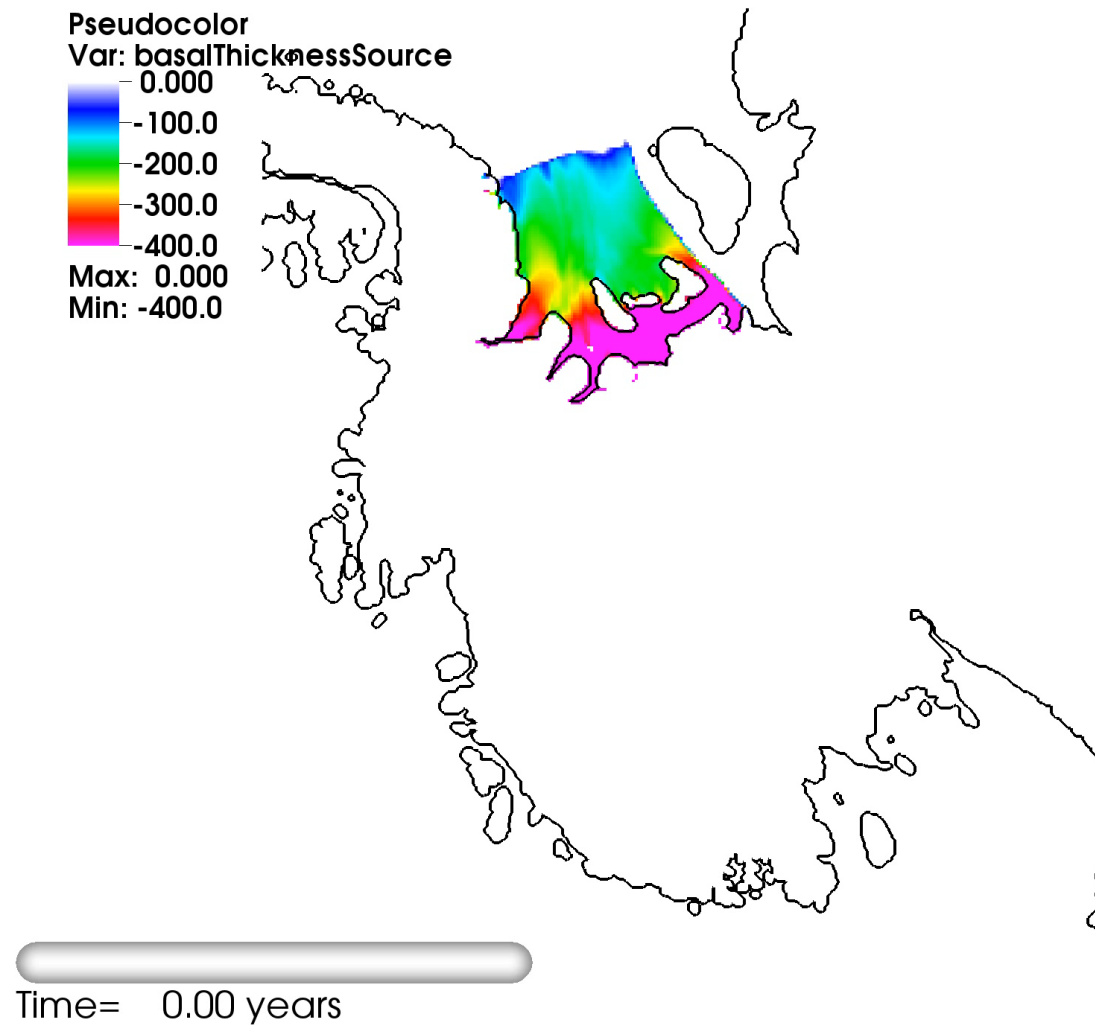 Pseudocolor
Var: basalThicknessSource
0.000
-100.0
-200.0
-300.0
-400.0
Max: 0.000
Min: -400.0
Time= 0.00 years